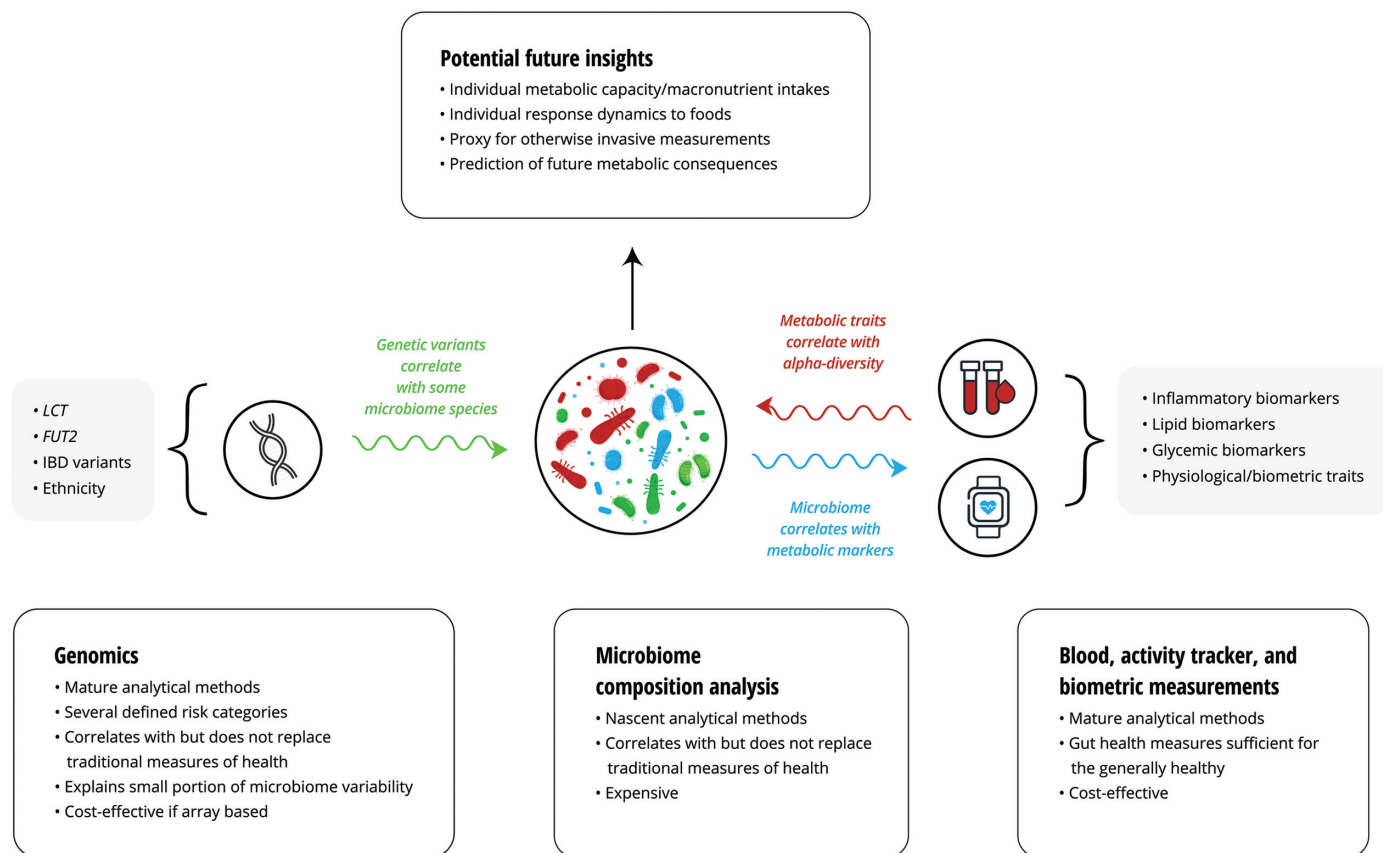 Potential future insights
• Individual metabolic capacity/macronutrient intakes
• Individual response dynamics to foods
• Proxy for otherwise invasive measurements
• Prediction of future metabolic consequences
• LCT
• FUT2
• IBD variants
• Ethnicity
Genetic variants
correlate
with some
microbiome species
Metabolic traits
correlate with
alpha-diversity
Microbiome
correlates with
metabolic markers
• Inflammatory biomarkers
• Lipid biomarkers
• Glycemic biomarkers
• Physiological/biometric traits
Genomics
• Mature analytical methods
• Several defined risk categories
• Correlates with but does not replace
traditional measures of health
• Explains small portion of microbiome variability
• Cost-effective if array based
Microbiome
composition analysis
• Nascent analytical methods
• Correlates with but does not replace
traditional measures of health
• Expensive
Blood, activity tracker, and
biometric measurements
• Mature analytical methods
• Gut health measures sufficient for
the generally healthy
• Cost-effective